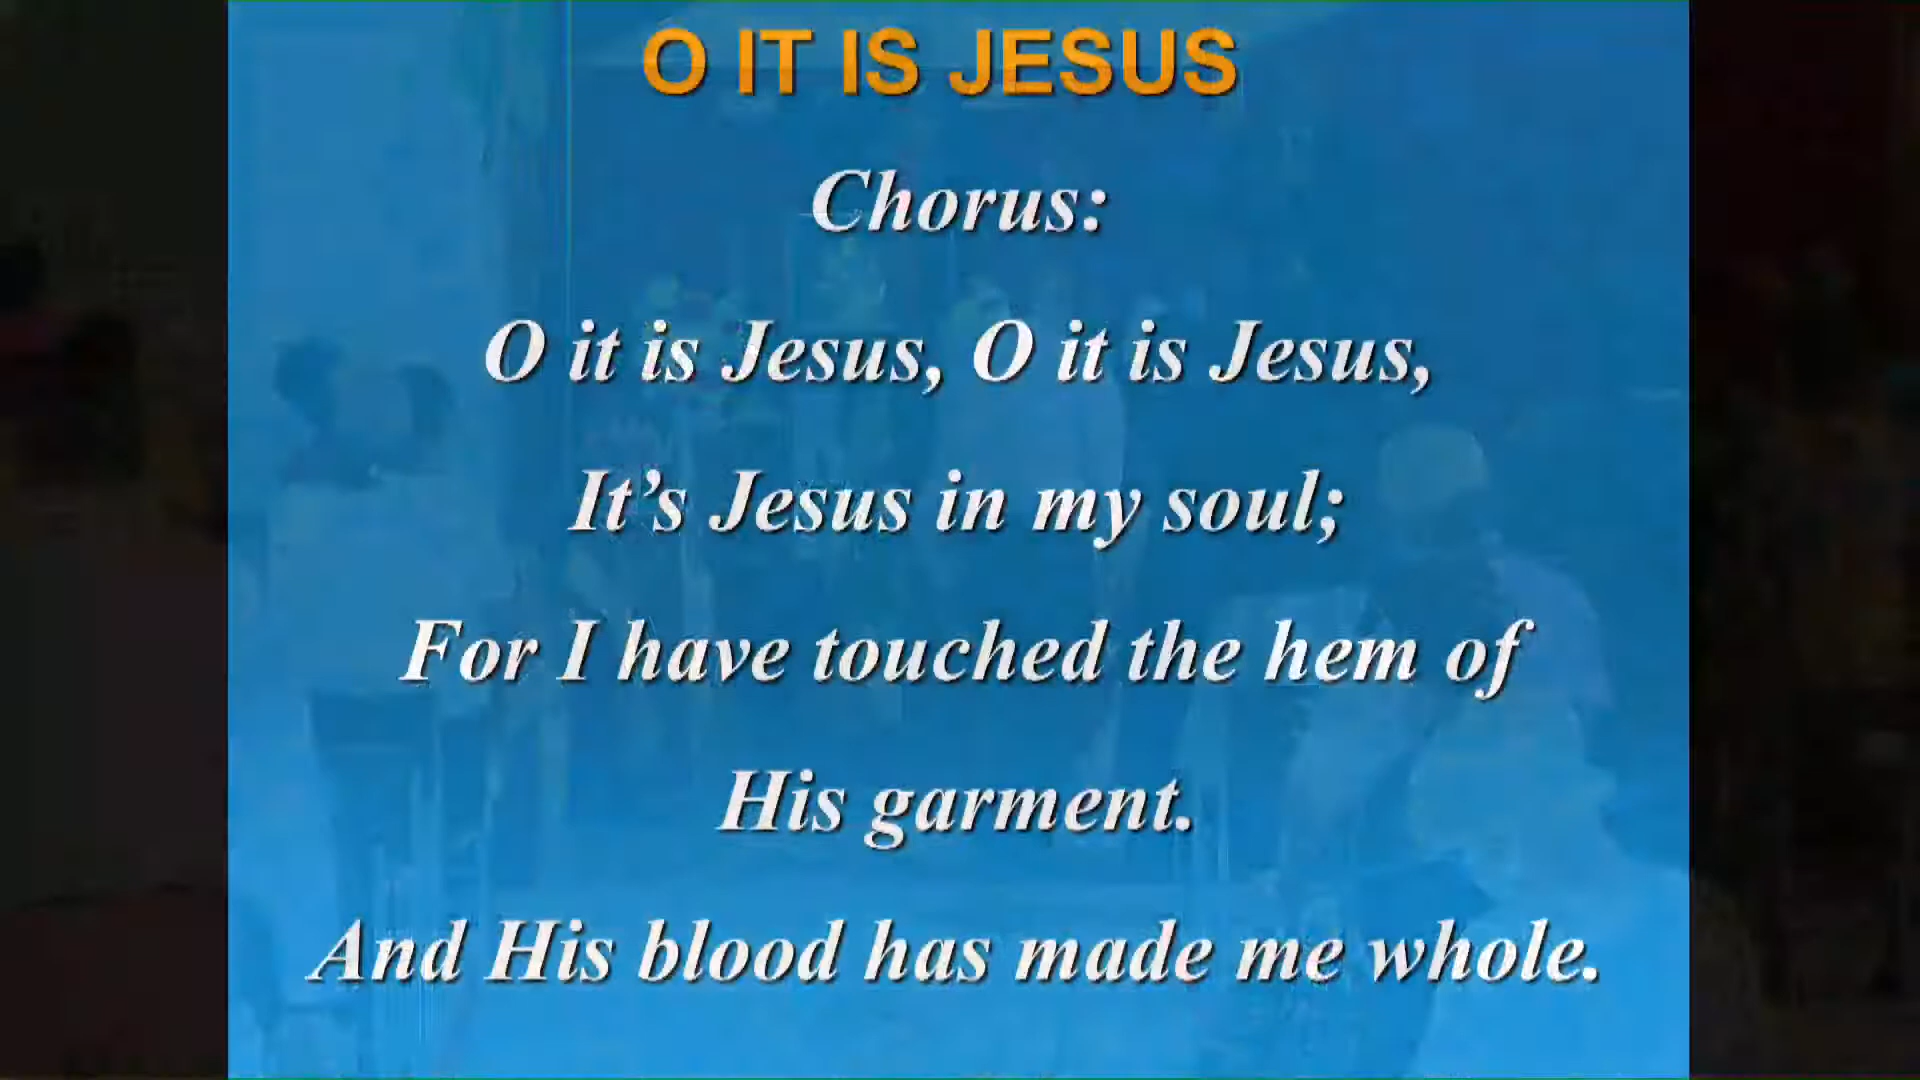 O IT IS JESUS
Chorus:
O it is Jesus, O it is Jesus,
It’s Jesus in my soul;
For I have touched the hem of
His garment.
And His blood has made me whole.